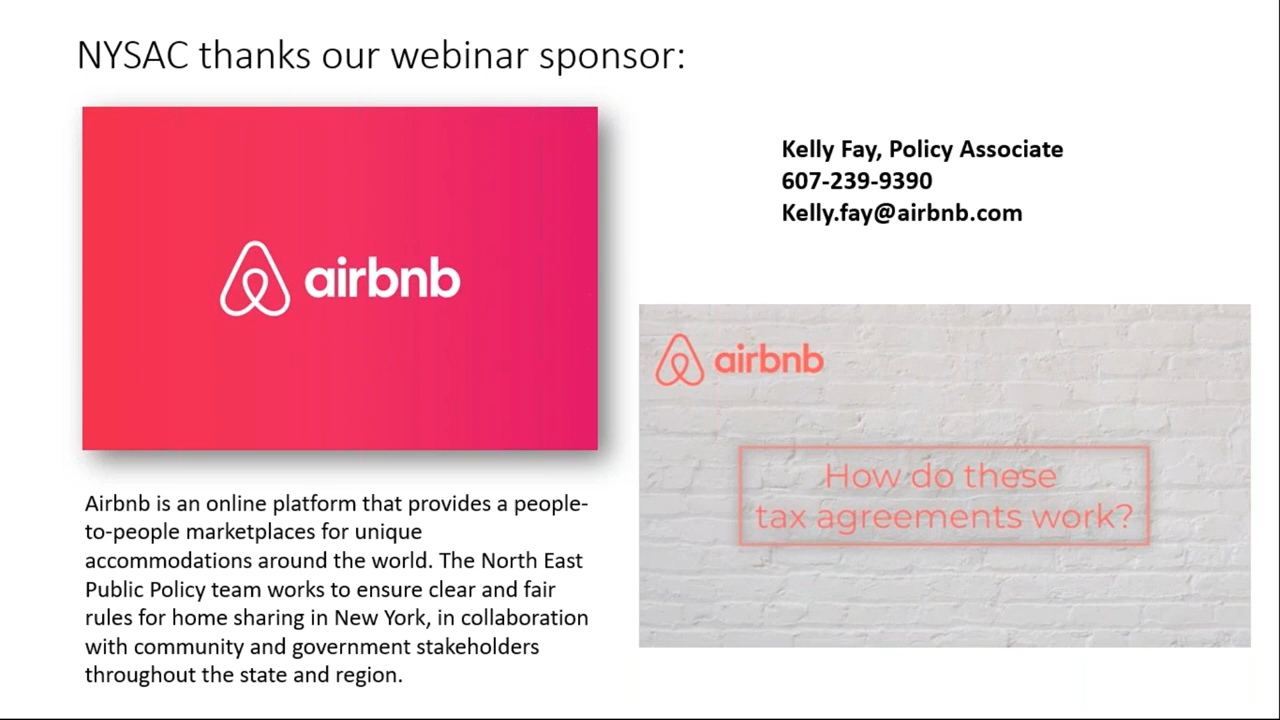 NYSAC thanks our webinar sponsor:
airbnb
Kelly Fay, Policy Associate
607-239-9390
Kelly.fay@airbnb.com
airbnb
How do these
tax agreements work?
Airbnb is an online platform that provides a people-
to-people marketplaces for unique
accommodations around the world. The North East
Public Policy team works to ensure clear and fair
rules for home sharing in New York, in collaboration
with community and government stakeholders
throughout the state and region.